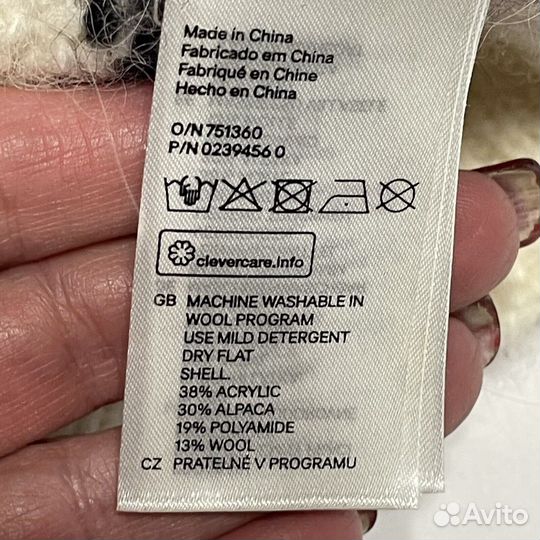 Made in China
Fabricado em China
Fabriqué en Chine
Hecho en China
O/N 751360
P/N 0239456 0
clevercare.info
GB MACHINE WASHABLE IN
WOOL PROGRAM
USE MILD DETERGENT
DRY FLAT
SHELL.
38% ACRYLIC
30% ALPACA
19% POLYAMIDE
13% WOOL
CZ PRATELNÉ V PROGRAMU
Avito